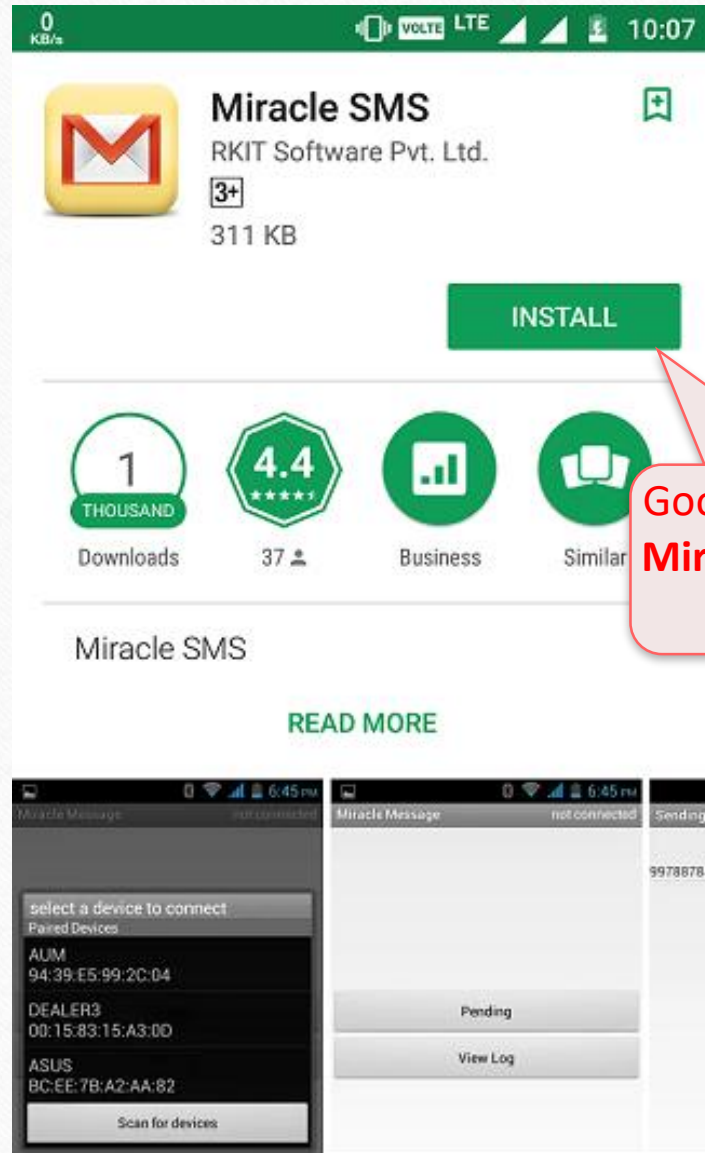 0
KB/s
VOLTE LTE 10:07
Miracle SMS
RKIT Software Pvt. Ltd.
3+
311 KB
INSTALL
1
THOUSAND
Downloads
4.4
37
Business
Similar
Miracle SMS
READ MORE
6:45 PM
Miracle Message not connected
select a device to connect
Paired Devices
AUM
94:39:E5:99:2C:04
DEALER3
00:15:83:15:A3:0D
ASUS
BC:EE:7B:A2:AA:82
Scan for devices
6:45 PM
Miracle Message not connected
Pending
View Log
Sending
9978878